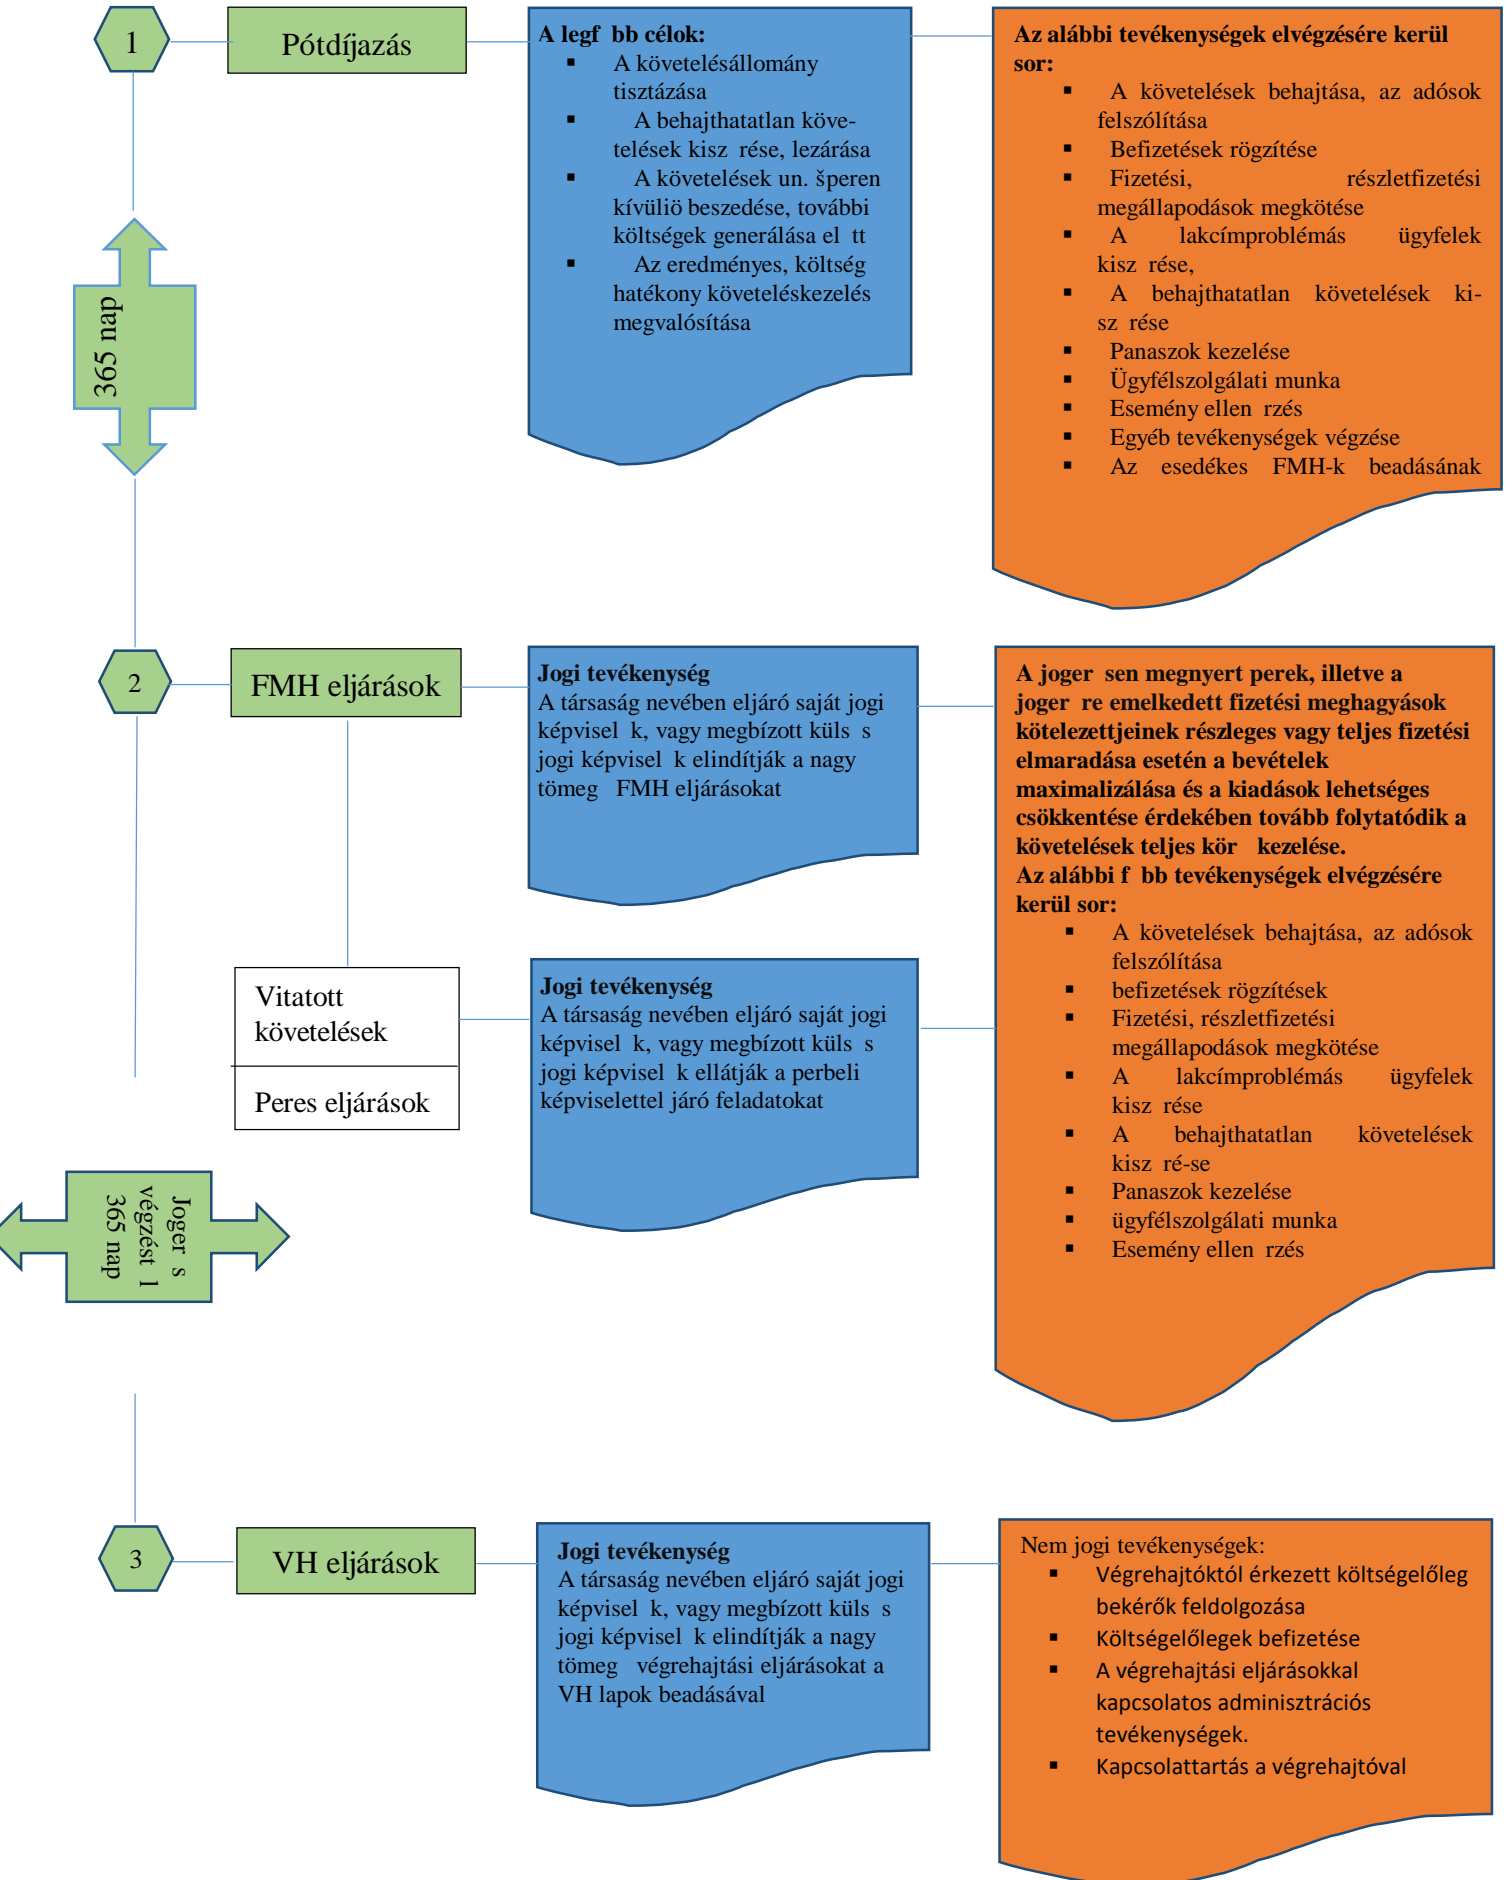 1
Pótdíjazás
A legf bb célok:
▪ A követelésállomány
tisztázása
▪ A behajthatatlan köve-
telések kisz rése, lezárása
▪ A követelések un. šperen
kívüliö beszedése, további
költségek generálása el tt
▪ Az eredményes, költség
hatékony követeléskezelés
megvalósítása
Az alábbi tevékenységek elvégzésére kerül
sor:
▪ A követelések behajtása, az adósok
felszólítása
▪ Befizetések rögzítése
▪ Fizetési, részletfizetési
megállapodások megkötése
▪ A lakcímproblémás ügyfelek
kisz rése,
▪ A behajthatatlan követelések ki-
sz rése
▪ Panaszok kezelése
▪ Ügyfélszolgálati munka
▪ Esemény ellen rzés
▪ Egyéb tevékenységek végzése
▪ Az esedékes FMH-k beadásának
365 nap
2
FMH eljárások
Jogi tevékenység
A társaság nevében eljáró saját jogi
képvisel k, vagy megbízott küls s
jogi képvisel k elindítják a nagy
tömeg FMH eljárásokat
A joger sen megnyert perek, illetve a
joger re emelkedett fizetési meghagyások
kötelezettjeinek részleges vagy teljes fizetési
elmaradása esetén a bevételek
maximalizálása és a kiadások lehetséges
csökkentése érdekében tovább folytatódik a
követelések teljes kör kezelése.
Az alábbi f bb tevékenységek elvégzésére
kerül sor:
▪ A követelések behajtása, az adósok
felszólítása
▪ befizetések rögzítések
▪ Fizetési, részletfizetési
megállapodások megkötése
▪ A lakcímproblémás ügyfelek
kisz rése
▪ A behajthatatlan követelések
kisz ré-se
▪ Panaszok kezelése
▪ ügyfélszolgálati munka
▪ Esemény ellen rzés
Vitatott
követelések
Peres eljárások
Jogi tevékenység
A társaság nevében eljáró saját jogi
képvisel k, vagy megbízott küls s
jogi képvisel k ellátják a perbeli
képviselettel járó feladatokat
Joger s
végzést l
365 nap
3
VH eljárások
Jogi tevékenység
A társaság nevében eljáró saját jogi
képvisel k, vagy megbízott küls s
jogi képvisel k elindítják a nagy
tömeg végrehajtási eljárásokat a
VH lapok beadásával
Nem jogi tevékenységek:
▪ Végrehajtóktól érkezett költségelőleg
bekérők feldolgozása
▪ Költségelőlegek befizetése
▪ A végrehajtási eljárásokkal
kapcsolatos adminisztrációs
tevékenységek.
▪ Kapcsolattartás a végrehajtóval